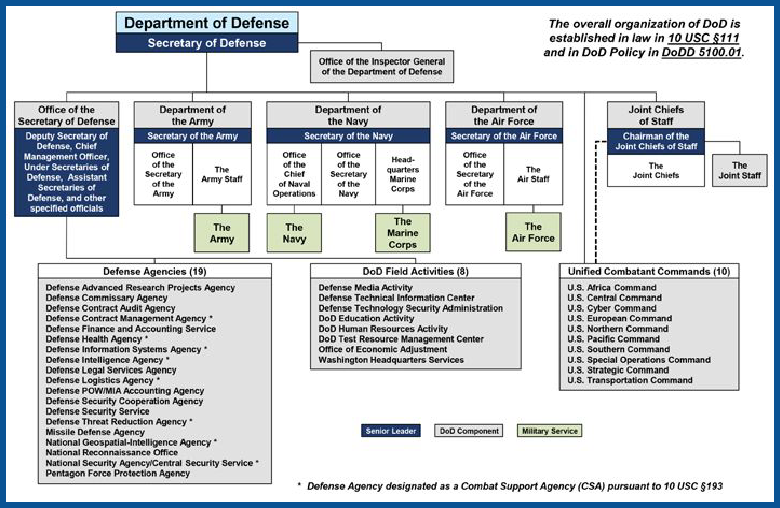 Department of Defense
Secretary of Defense
The overall organization of DoD is
established in law in 10 USC §111
and in DoD Policy in DoDD 5100.01.
Office of the Inspector General
of the Department of Defense
Office of the
Secretary of Defense
Deputy Secretary of
Defense, Chief
Management Officer,
Under Secretaries of
Defense, Assistant
Secretaries of
Defense, and other
specified officials
Department of
the Army
Secretary of the Army
Office
of the
Secretary
of the
Army
The
Army Staff
The
Army
Department of
the Navy
Secretary of the Navy
Office
of the
Chief
of Naval
Operations
Office
of the
Secretary
of the
Navy
Head-
quarters
Marine
Corps
The
Navy
The
Marine
Corps
Department of
the Air Force
Secretary of the Air Force
Office
of the
Secretary
of the
Air Force
The
Air Staff
The
Air Force
Joint Chiefs
of Staff
Chairman of the
Joint Chiefs of Staff
The
Joint Chiefs
The
Joint Staff
Defense Agencies (19)
Defense Advanced Research Projects Agency
Defense Commissary Agency
Defense Contract Audit Agency
Defense Contract Management Agency *
Defense Finance and Accounting Service
Defense Health Agency *
Defense Information Systems Agency *
Defense Intelligence Agency *
Defense Legal Services Agency
Defense Logistics Agency *
Defense POW/MIA Accounting Agency
Defense Security Cooperation Agency
Defense Security Service
Defense Threat Reduction Agency *
Missile Defense Agency
National Geospatial-Intelligence Agency *
National Reconnaissance Office
National Security Agency/Central Security Service *
Pentagon Force Protection Agency
DoD Field Activities (8)
Defense Media Activity
Defense Technical Information Center
Defense Technology Security Administration
DoD Education Activity
DoD Human Resources Activity
DoD Test Resource Management Center
Office of Economic Adjustment
Washington Headquarters Services
Unified Combatant Commands (10)
U.S. Africa Command
U.S. Central Command
U.S. Cyber Command
U.S. European Command
U.S. Northern Command
U.S. Pacific Command
U.S. Southern Command
U.S. Special Operations Command
U.S. Strategic Command
U.S. Transportation Command
Senior Leader
DoD Component
Military Service
* Defense Agency designated as a Combat Support Agency (CSA) pursuant to 10 USC §193